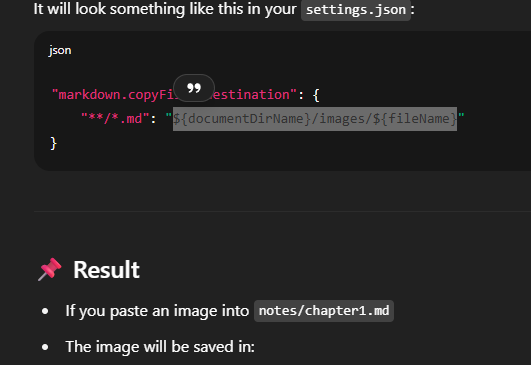 It will look something like this in your settings.json:
json
"markdown.copyFi estination": {
"**/*.md": "${documentDirName}/images/${fileName}"
}
📌 Result
• If you paste an image into notes/chapter1.md
• The image will be saved in: